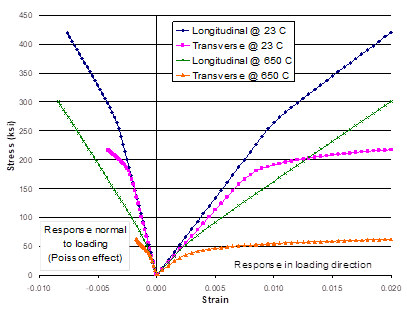 450
400
350
300
250
200
150
100
50
0
Stress (ksi)
Longitudinal @ 23 C
Transverse @ 23 C
Longitudinal @ 650 C
Transverse @ 650 C
Response normal
to loading
(Poisson effect)
Response in loading direction
-0.010
-0.005
0.000
0.005
0.010
0.015
0.020
Strain